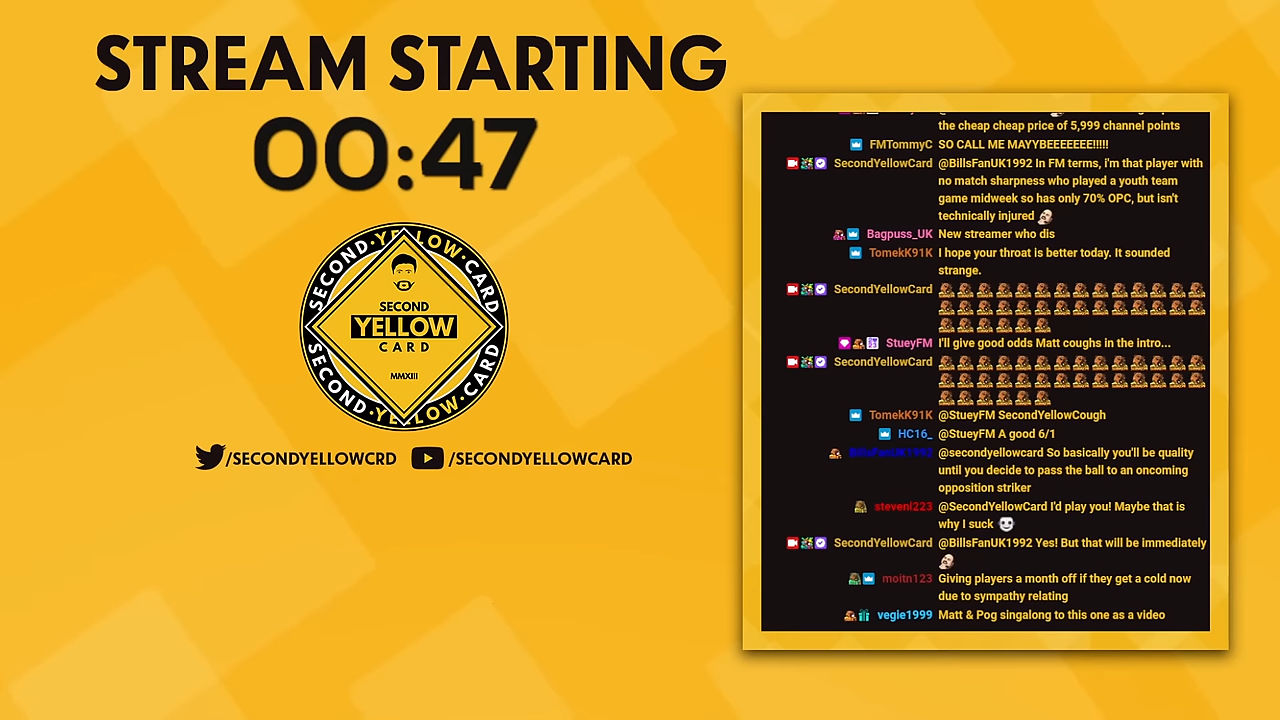 STREAM STARTING
00:47
SECOND·YELLOW·CARD
SECOND
YELLOW
CARD
MMXIII
SECOND·YELLOW·CARD
/SECONDYELLOWCRD /SECONDYELLOWCARD
the cheap cheap price of 5,999 channel points
FMTommyC SO CALL ME MAYYBEEEEEEE!!!!!
SecondYellowCard @BillsFanUK1992 In FM terms, i'm that player with
no match sharpness who played a youth team
game midweek so has only 70% OPC, but isn't
technically injured
Bagpuss_UK New streamer who dis
TomekK91K I hope your throat is better today. It sounded
strange.
SecondYellowCard
StueyFM I'll give good odds Matt coughs in the intro...
SecondYellowCard
TomekK91K @StueyFM SecondYellowCough
HC16_ @StueyFM A good 6/1
BillsFanUK1992 @secondyellowcard So basically you'll be quality
until you decide to pass the ball to an oncoming
opposition striker
steveni223 @SecondYellowCard I'd play you! Maybe that is
why I suck
SecondYellowCard @BillsFanUK1992 Yes! But that will be immediately
moitn123 Giving players a month off if they get a cold now
due to sympathy relating
vegie1999 Matt & Pog singalong to this one as a video